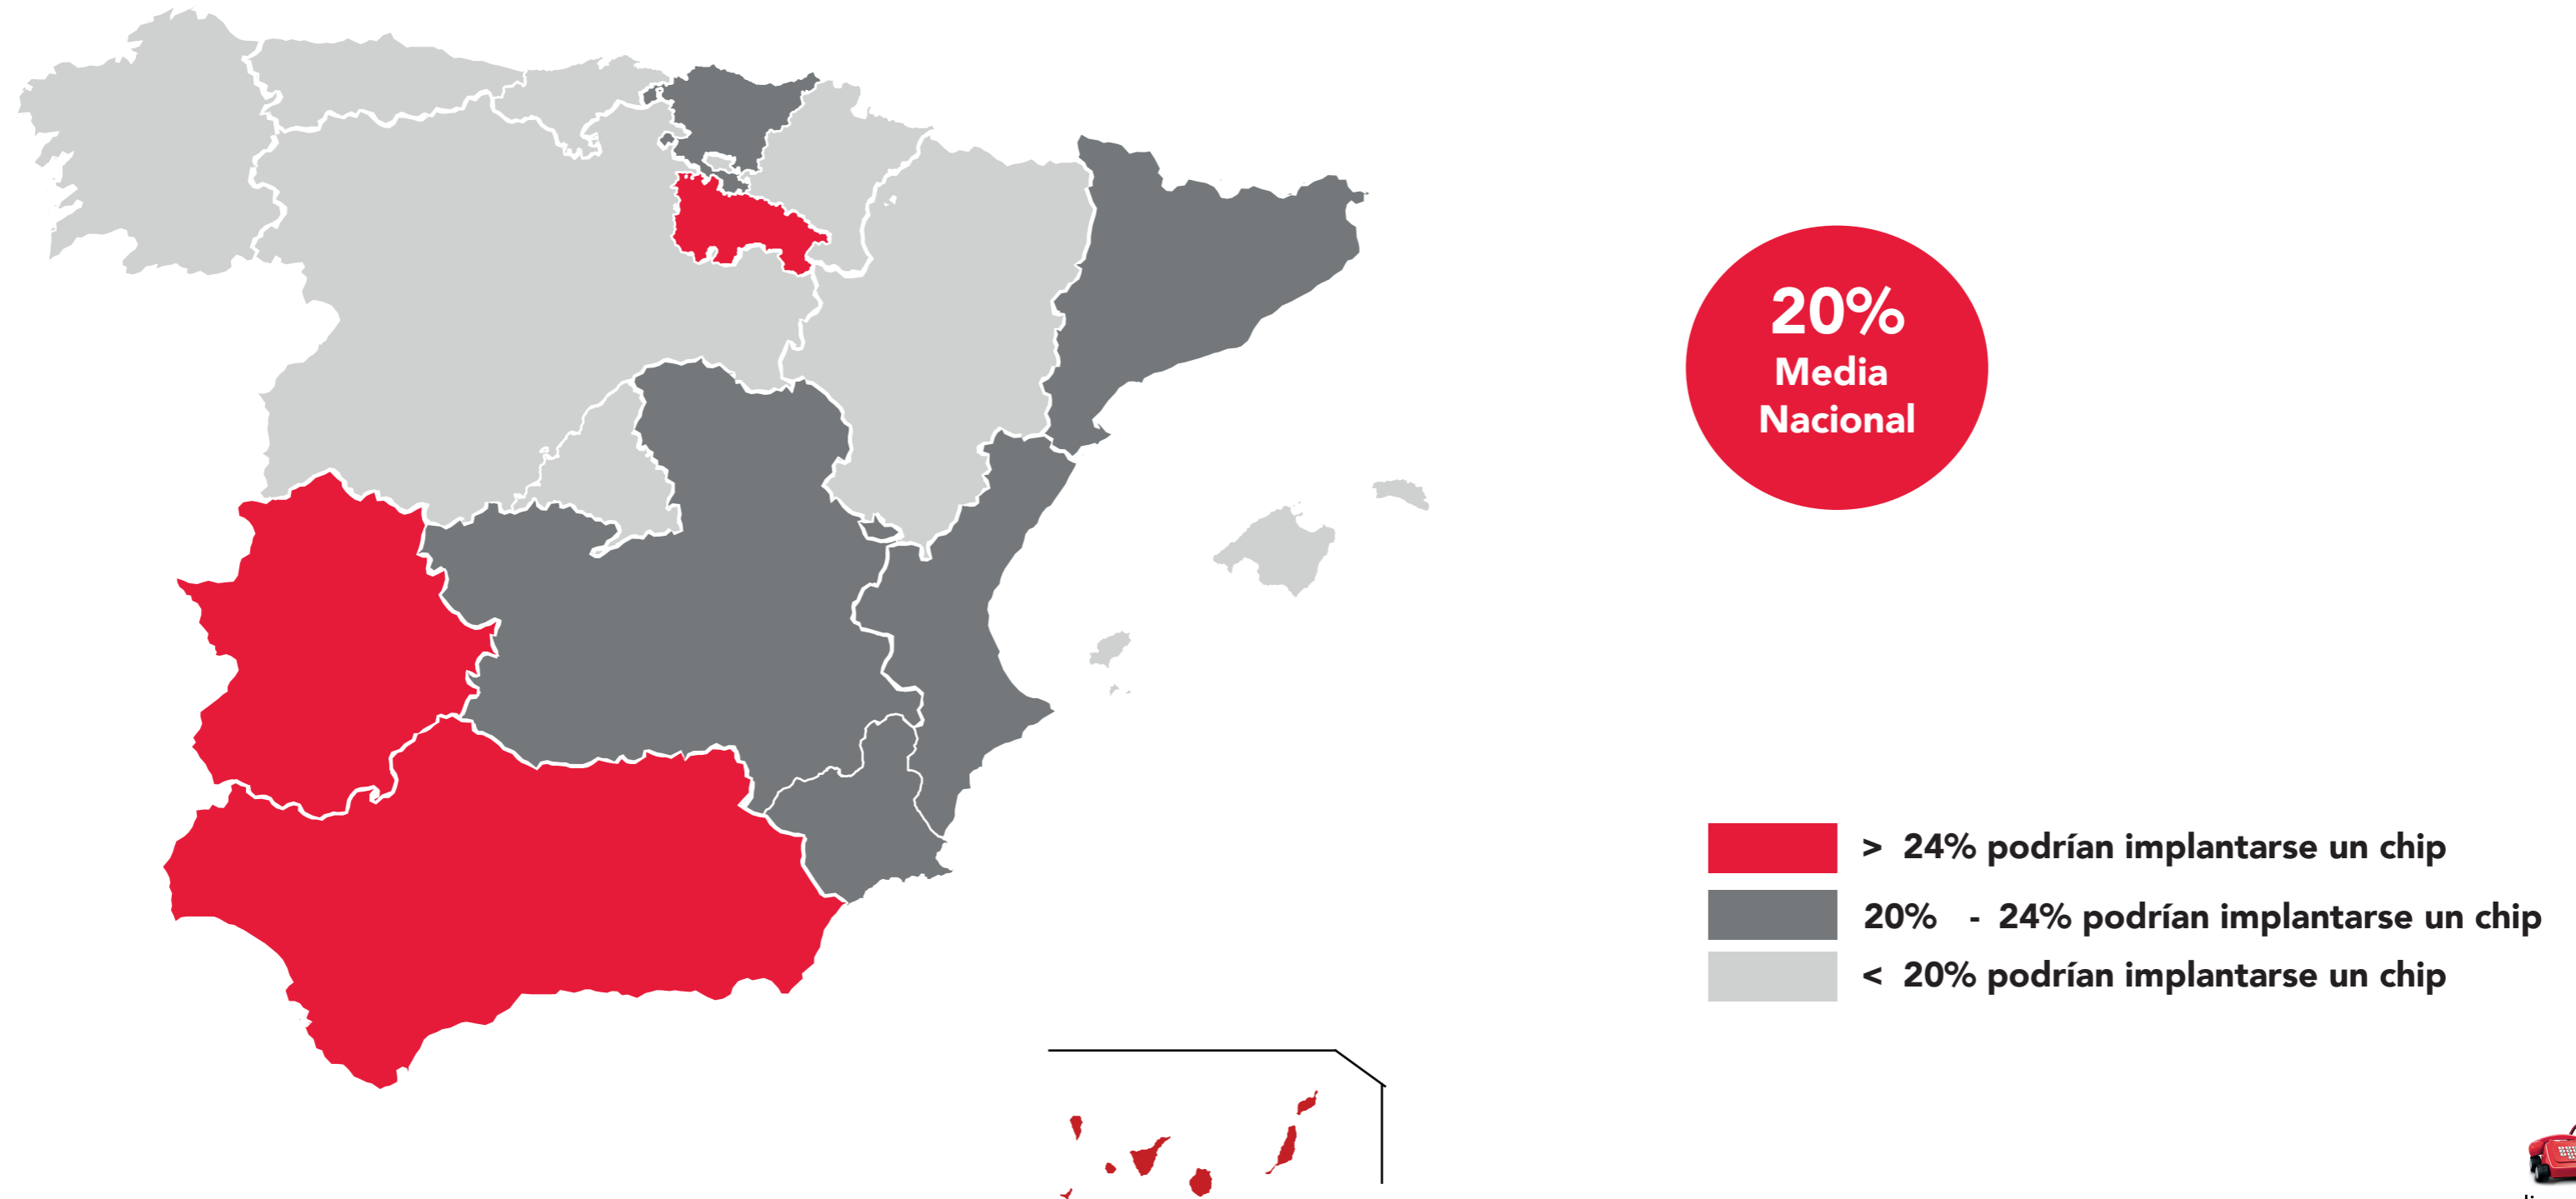 20%
Media
Nacional
> 24% podrían implantarse un chip
20% - 24% podrían implantarse un chip
< 20% podrían implantarse un chip